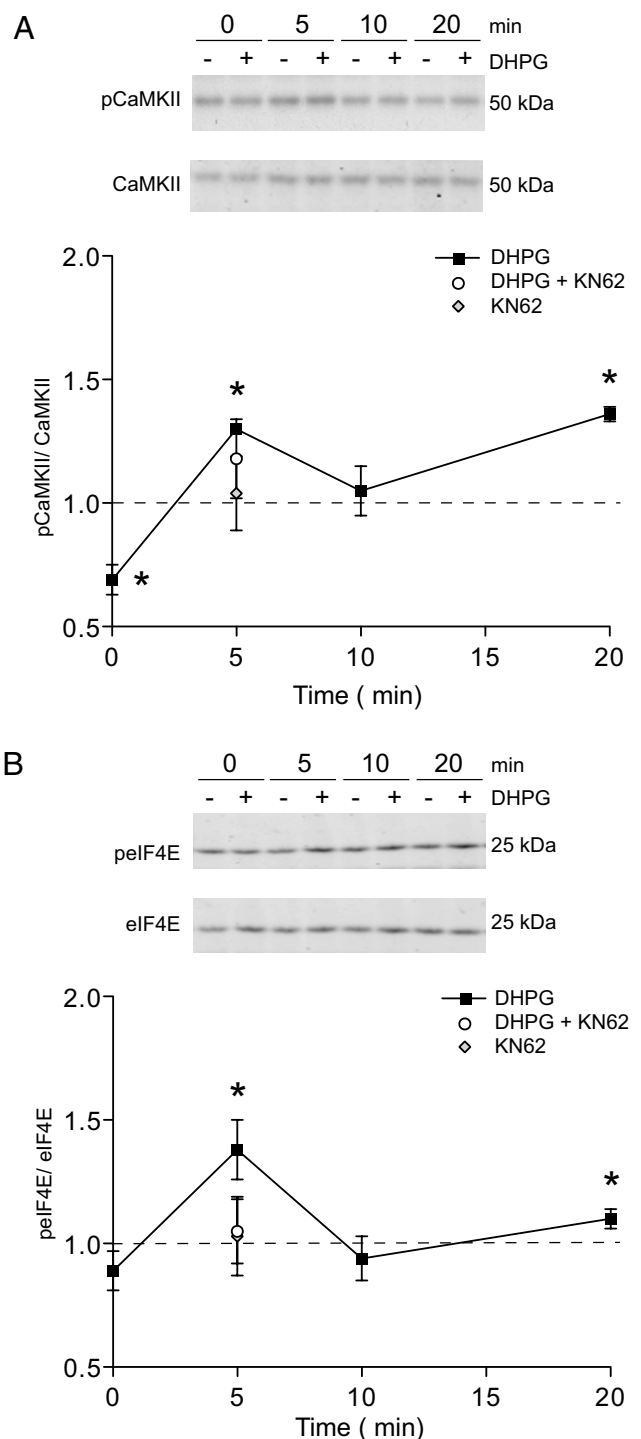 A
0 5 10 20 min
- + - + - + - + DHPG
pCaMKII 50 kDa
CaMKII 50 kDa
DHPG
DHPG + KN62
KN62
pCaMKII/ CaMKII
2.0
*
*
1.5
1.0
*
0.5
0 5 10 15 20
Time ( min)
B
0 5 10 20 min
- + - + - + - + DHPG
peIF4E 25 kDa
eIF4E 25 kDa
DHPG
DHPG + KN62
KN62
peIF4E/ eIF4E
2.0
*
1.5
*
1.0
0.5
0 5 10 15 20
Time ( min)